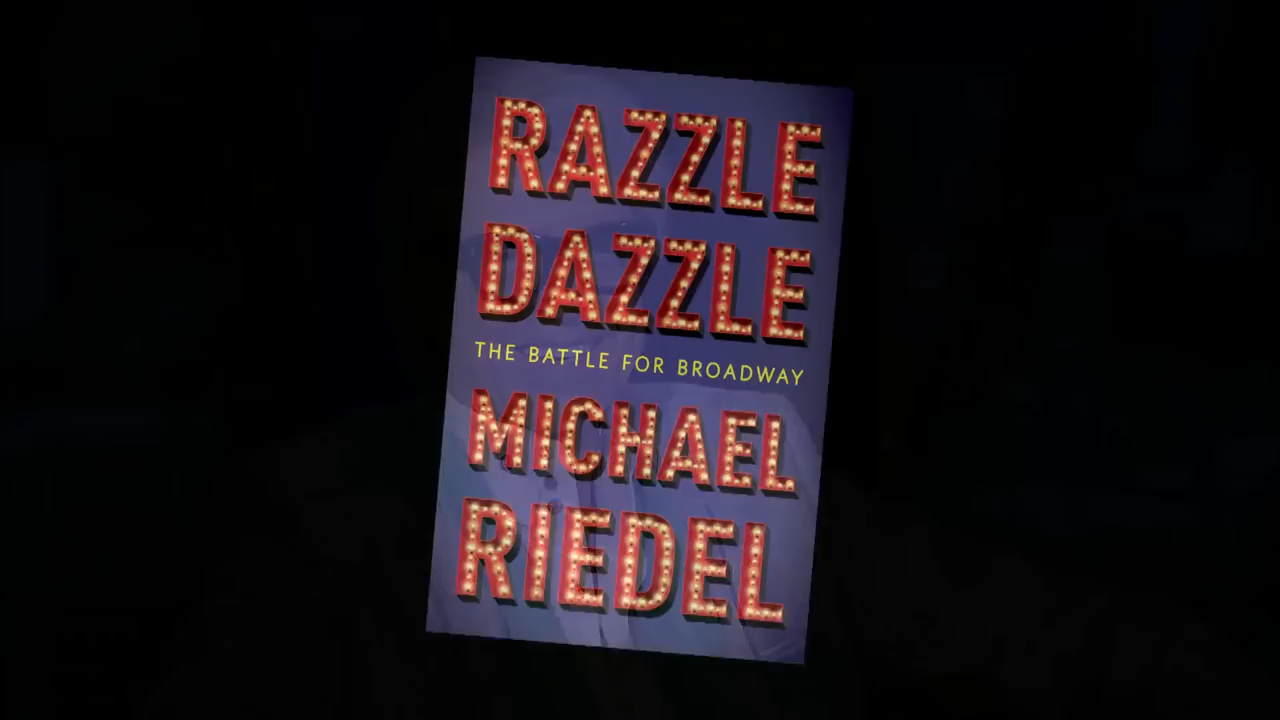 RAZZLE
DAZZLE
THE BATTLE FOR BROADWAY
MICHAEL
RIEDEL